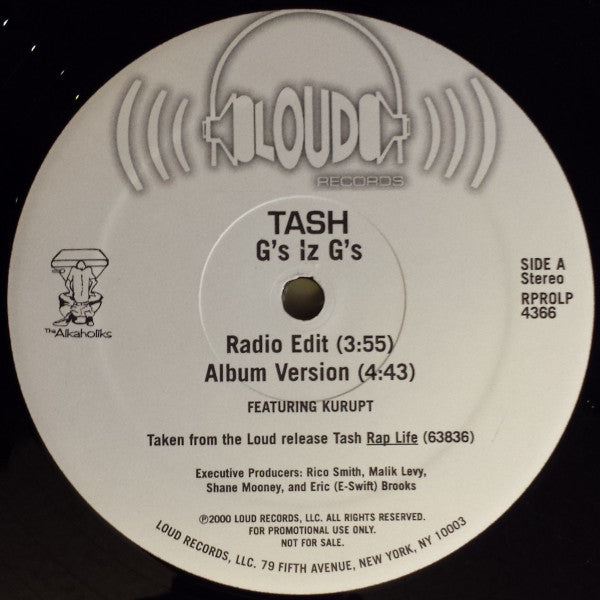 LOUD
RECORDS
TASH
G's Iz G's
SIDE A
Stereo
RPROLP
4366
The Alkaholiks
Radio Edit (3:55)
Album Version (4:43)
FEATURING KURUPT
Taken from the Loud release Tash Rap Life (63836)
Executive Producers: Rico Smith, Malik Levy,
Shane Mooney, and Eric (E-Swift) Brooks
℗2000 LOUD RECORDS, LLC. ALL RIGHTS RESERVED.
FOR PROMOTIONAL USE ONLY.
NOT FOR SALE.
LOUD RECORDS, LLC. 79 FIFTH AVENUE, NEW YORK, NY 10003